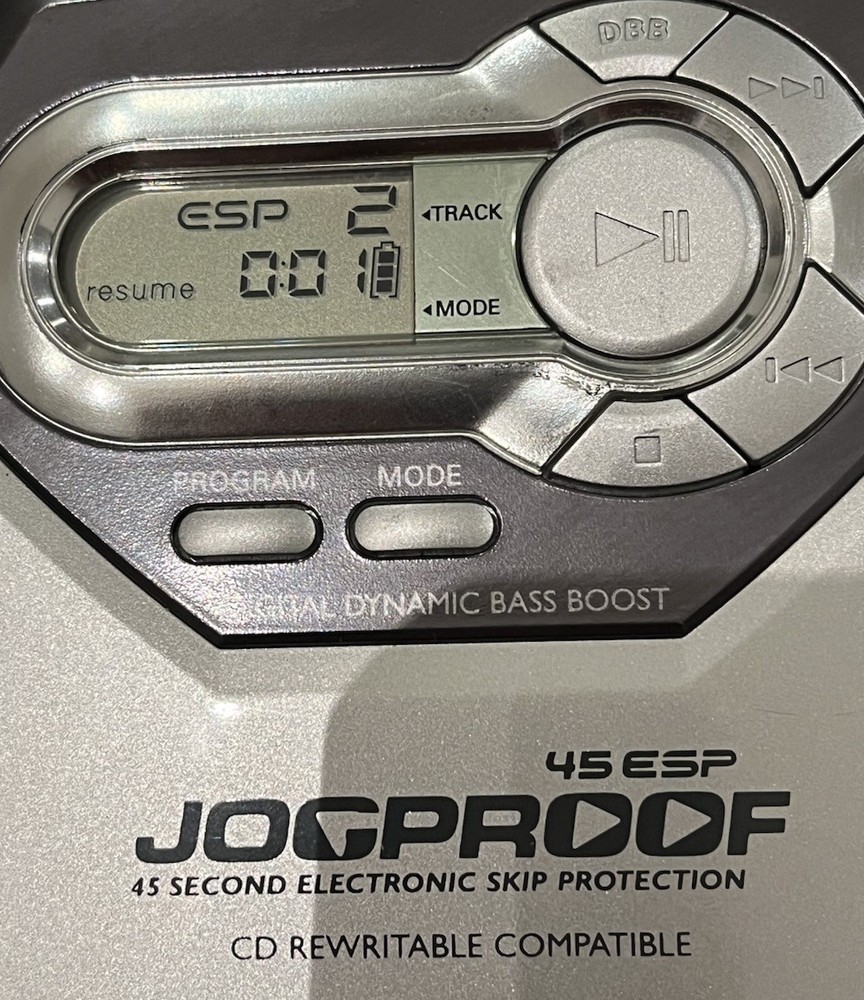 DBB
ESP 2
TRACK
resume 0:01
MODE
PROGRAM MODE
DYNAMIC BASS BOOST
45 ESP
JOGPROOF
45 SECOND ELECTRONIC SKIP PROTECTION
CD REWRITABLE COMPATIBLE